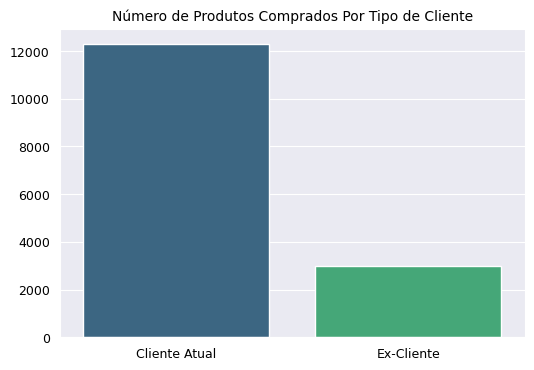 Número de Produtos Comprados Por Tipo de Cliente
12000
10000
8000
6000
4000
2000
0
Cliente Atual
Ex-Cliente